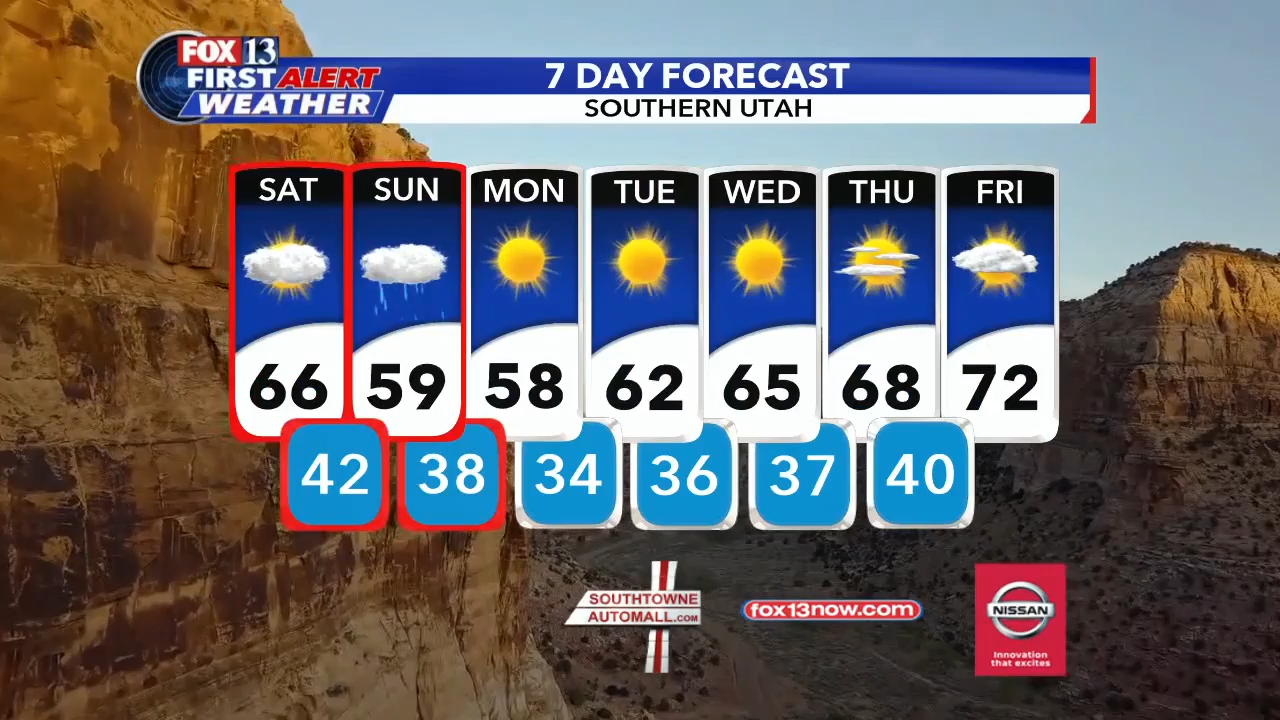 FOX 13
FIRST ALERT
WEATHER
7 DAY FORECAST
SOUTHERN UTAH
SAT SUN MON TUE WED THU FRI
66 59 58 62 65 68 72
42 38 34 36 37 40
SOUTHTOWNE
AUTOMALL.COM
fox13now.com
NISSAN
Innovation
that excites